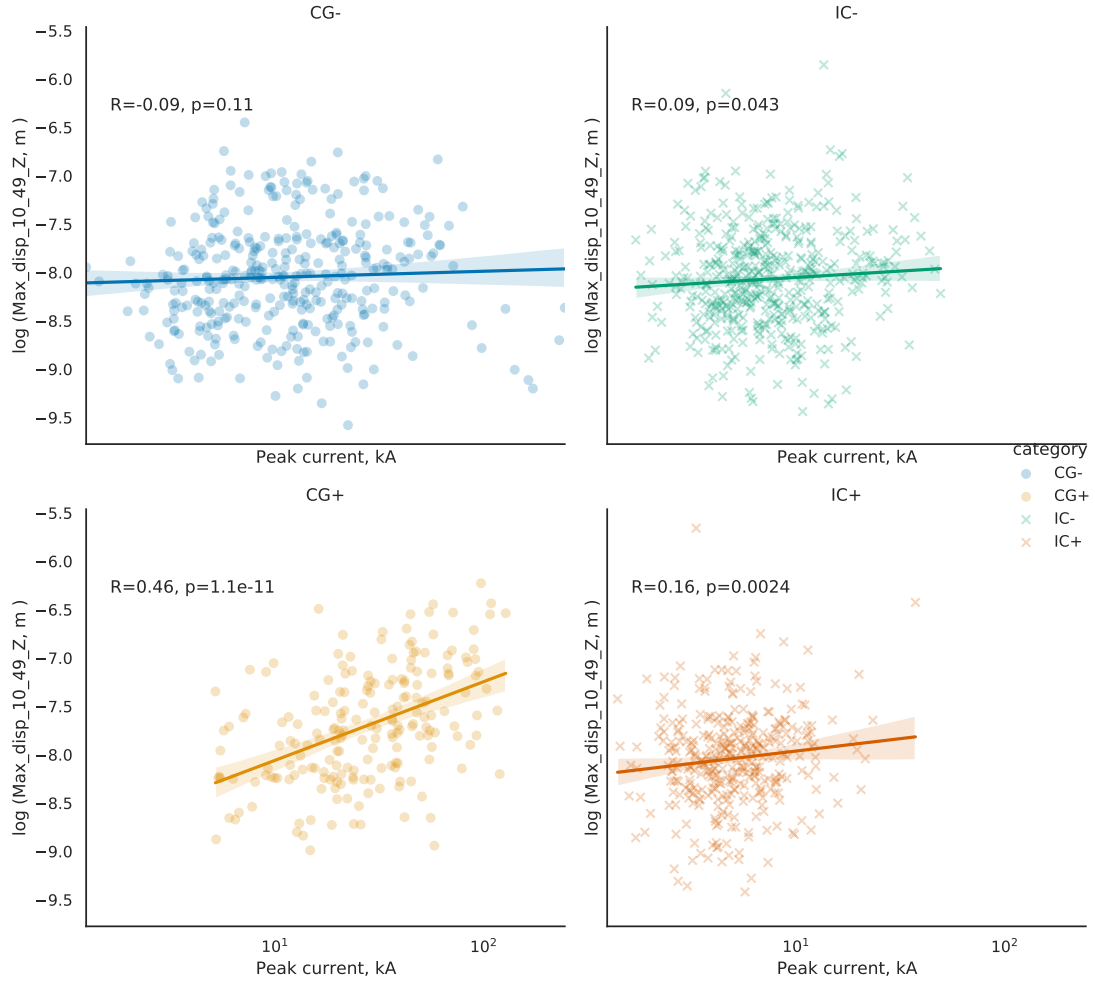 CG-
IC-
−5.5
−6.0
−6.5
−7.0
−7.5
−8.0
−8.5
−9.0
−9.5
log (Max_disp_10_49_Z, m )
R=-0.09, p=0.11
Peak current, kA
log (Max_disp_10_49_Z, m )
R=0.09, p=0.043
Peak current, kA
category
CG-
CG+
IC-
IC+
CG+
IC+
−5.5
−6.0
−6.5
−7.0
−7.5
−8.0
−8.5
−9.0
−9.5
log (Max_disp_10_49_Z, m )
R=0.46, p=1.1e-11
10¹
10²
Peak current, kA
log (Max_disp_10_49_Z, m )
R=0.16, p=0.0024
10¹
10²
Peak current, kA